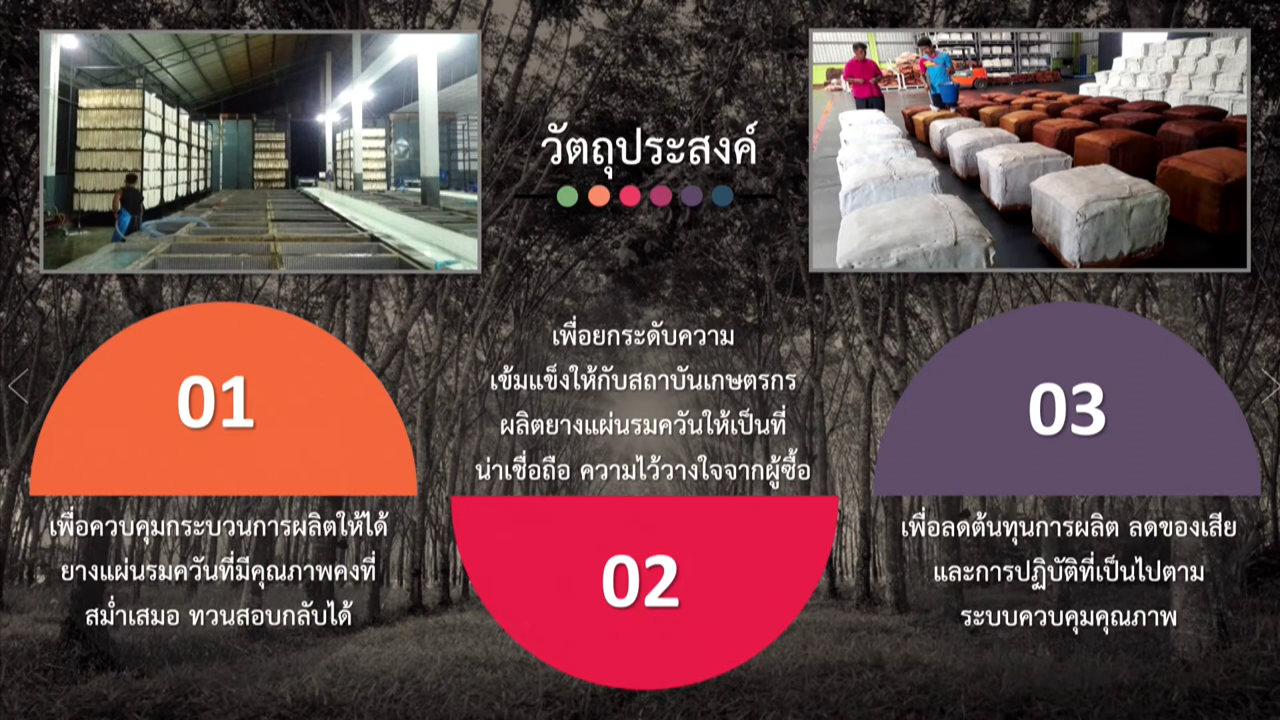 วัตถุประสงค์
01
เพื่อควบคุมกระบวนการผลิตให้ได้
ยางแผ่นรมควันที่มีคุณภาพคงที่
สม่ำเสมอ ทวนสอบกลับได้
เพื่อยกระดับความ
เข้มแข็งให้กับสถาบันเกษตรกร
ผลิตยางแผ่นรมควันให้เป็นที่
น่าเชื่อถือ ความไว้วางใจจากผู้ซื้อ
02
03
เพื่อลดต้นทุนการผลิต ลดของเสีย
และการปฏิบัติที่เป็นไปตาม
ระบบควบคุมคุณภาพ